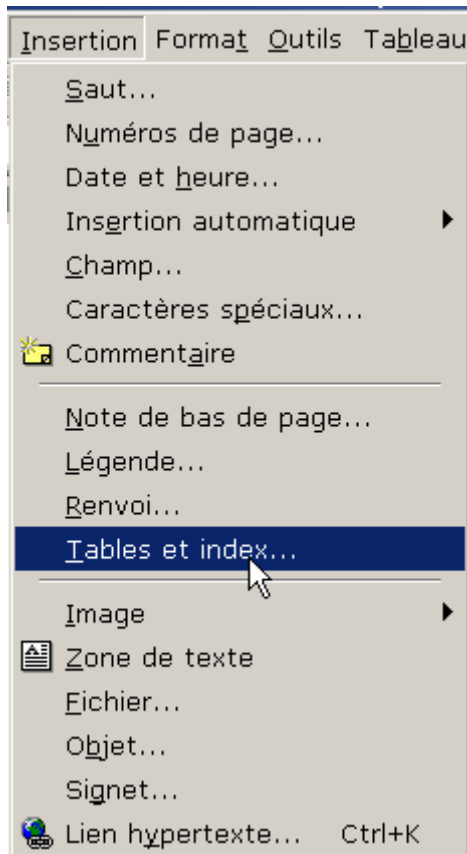 Insertion Format Outils Tableau
Saut...
Numéros de page...
Date et heure...
Insertion automatique
Champ...
Caractères spéciaux...
Commentaire
Note de bas de page...
Légende...
Renvoi...
Tables et index...
Image
Zone de texte
Fichier...
Objet...
Signet...
Lien hypertexte... Ctrl+K